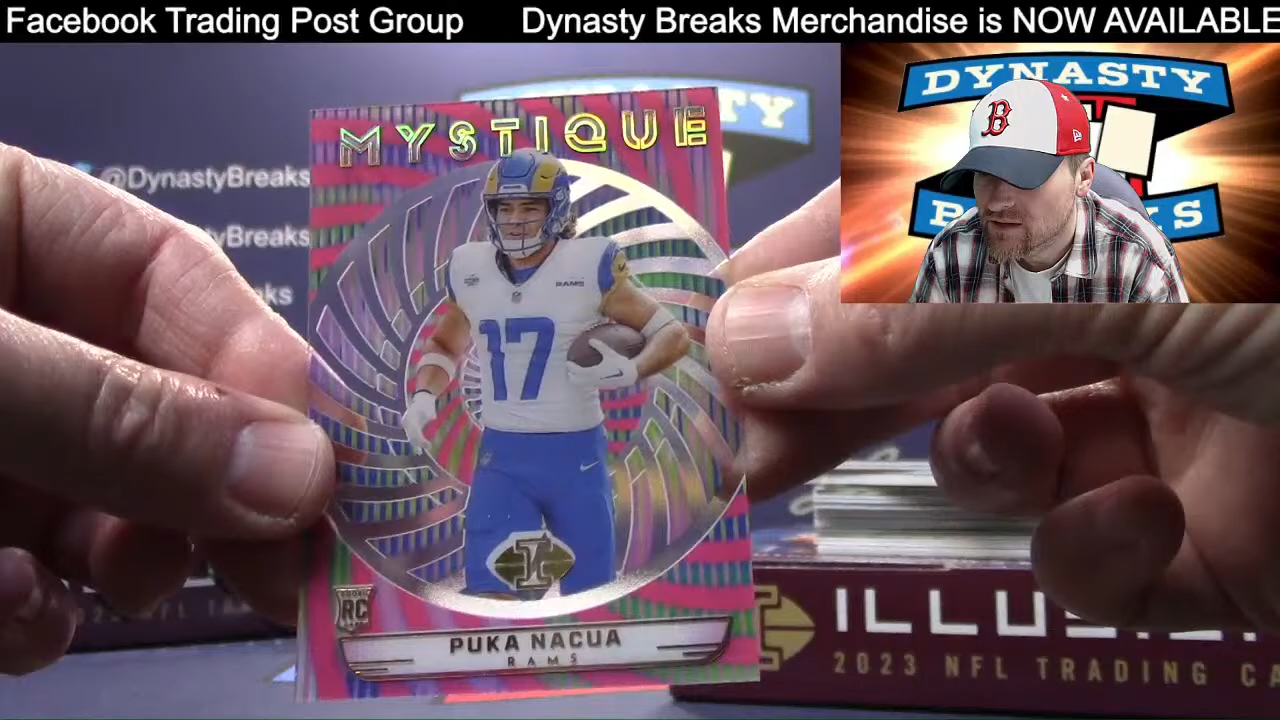 Facebook Trading Post Group Dynasty Breaks Merchandise is NOW AVAILABLE
DYNASTY
@DynastyBreaks
MYSTIQUE
RAMS
17
RC
PUKA NACUA
RAMS
I
B
2023 NFL TRADING